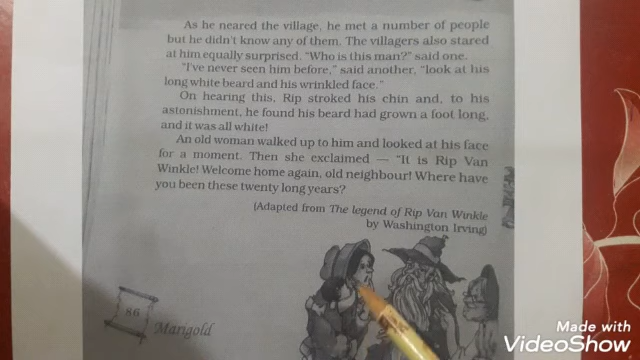 As he neared the village, he met a number of people
but he didn't know any of them. The villagers also stared
at him equally surprised. "Who is this man?" said one.
"I've never seen him before," said another, "look at his
long white beard and his wrinkled face."
On hearing this, Rip stroked his chin and, to his
astonishment, he found his beard had grown a foot long,
and it was all white!
An old woman walked up to him and looked at his face
for a moment. Then she exclaimed — "It is Rip Van
Winkle! Welcome home again, old neighbour! Where have
you been these twenty long years?
(Adapted from The legend of Rip Van Winkle
by Washington Irving)
86
Marigold
Made with
VideoShow